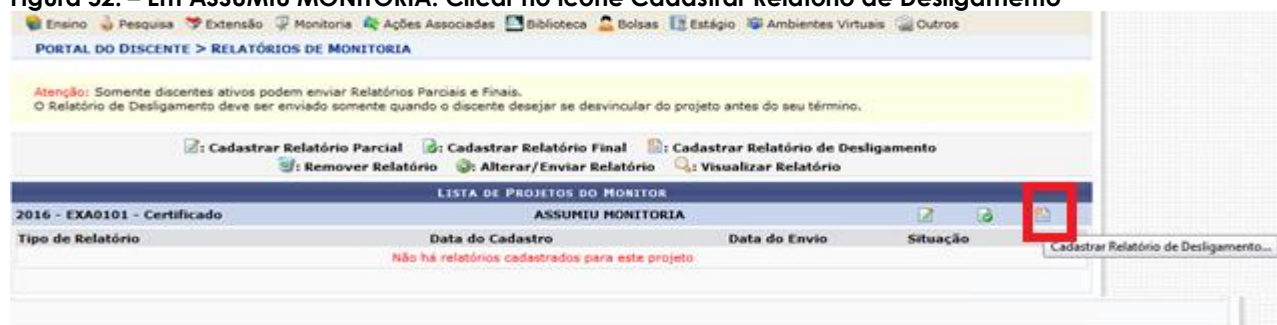 Figura 52. – Em ASSUMIU MONITORIA. Clicar no ícone Cadastrar Relatório de Desligamento
Ensino Pesquisa Extensão Monitoria Ações Associadas Biblioteca Bolsas Estágio Ambientes Virtuais Outros
PORTAL DO DISCENTE > RELATÓRIOS DE MONITORIA
Atenção: Somente discentes ativos podem enviar Relatórios Parciais e Finais.
O Relatório de Desligamento deve ser enviado somente quando o discente desejar se desvincular do projeto antes do seu término.
: Cadastrar Relatório Parcial : Cadastrar Relatório Final : Cadastrar Relatório de Desligamento
: Remover Relatório : Alterar/Enviar Relatório : Visualizar Relatório
LISTA DE PROJETOS DO MONITOR
2016 - EXA0101 - Certificado ASSUMIU MONITORIA
Tipo de Relatório Data do Cadastro Data do Envio Situação
Cadastrar Relatório de Desligamento...
Não há relatórios cadastrados para este projeto